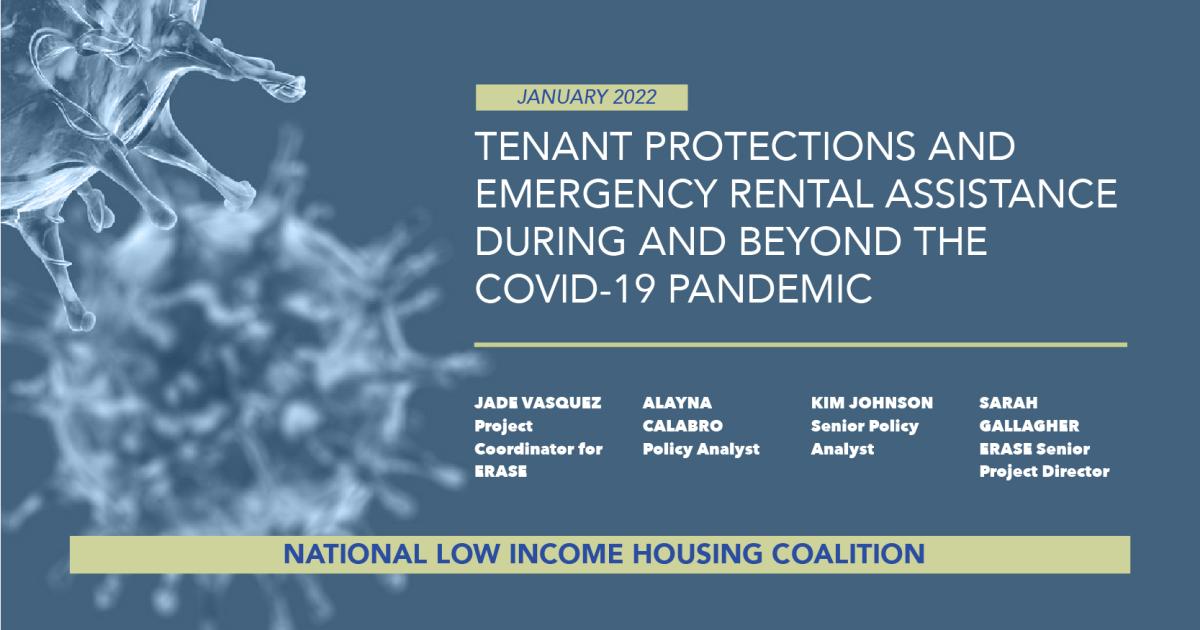 JANUARY 2022
TENANT PROTECTIONS AND
EMERGENCY RENTAL ASSISTANCE
DURING AND BEYOND THE
COVID-19 PANDEMIC
JADE VASQUEZ
Project
Coordinator for
ERASE
ALAYNA
CALABRO
Policy Analyst
KIM JOHNSON
Senior Policy
Analyst
SARAH
GALLAGHER
ERASE Senior
Project Director
NATIONAL LOW INCOME HOUSING COALITION